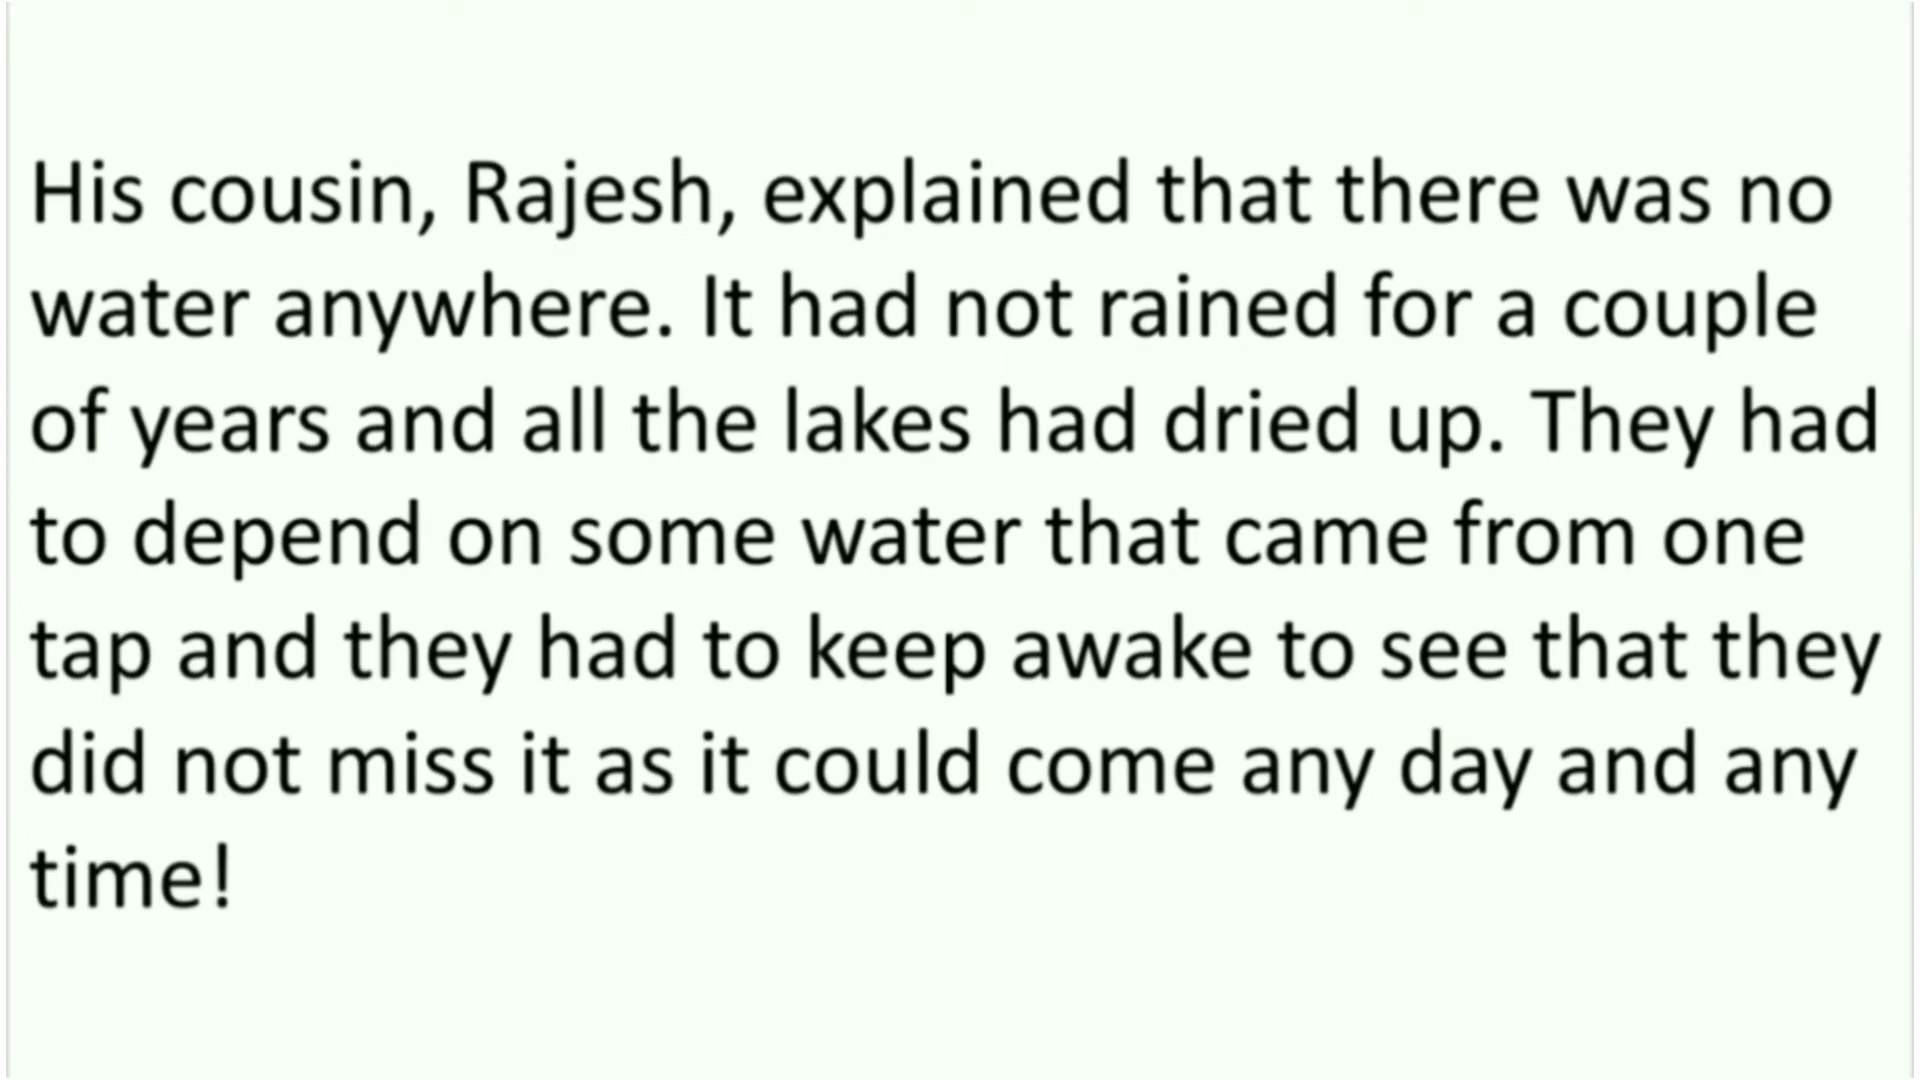 His cousin, Rajesh, explained that there was no
water anywhere. It had not rained for a couple
of years and all the lakes had dried up. They had
to depend on some water that came from one
tap and they had to keep awake to see that they
did not miss it as it could come any day and any
time!